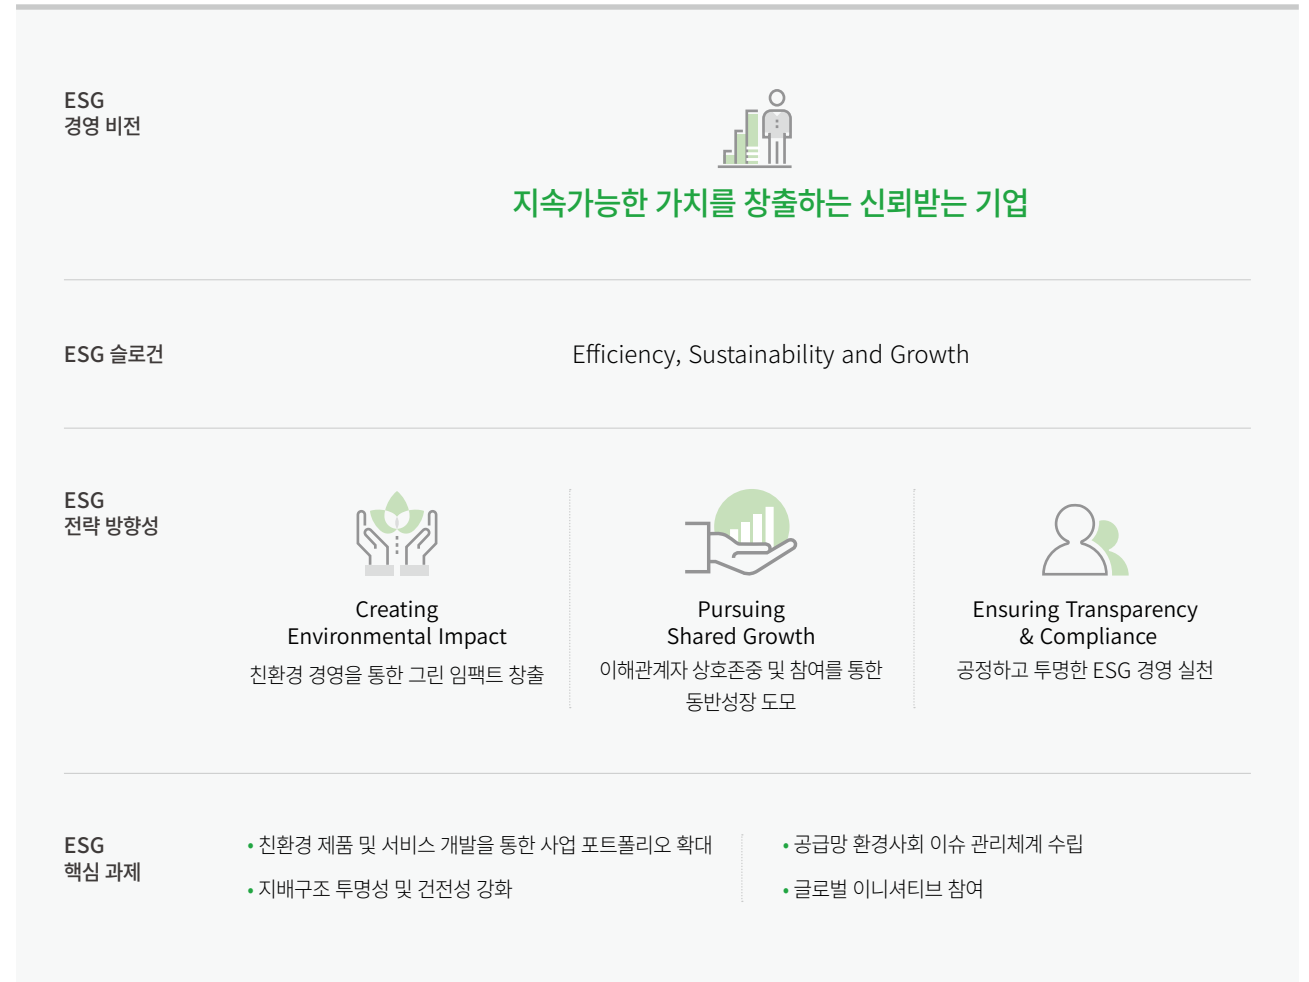 ESG
경영 비전
지속가능한 가치를 창출하는 신뢰받는 기업
ESG 슬로건
Efficiency, Sustainability and Growth
ESG
전략 방향성
Creating
Environmental Impact
친환경 경영을 통한 그린 임팩트 창출
Pursuing
Shared Growth
이해관계자 상호존중 및 참여를 통한
동반성장 도모
Ensuring Transparency
& Compliance
공정하고 투명한 ESG 경영 실천
ESG
핵심 과제
• 친환경 제품 및 서비스 개발을 통한 사업 포트폴리오 확대
• 지배구조 투명성 및 건전성 강화
• 공급망 환경사회 이슈 관리체계 수립
• 글로벌 이니셔티브 참여